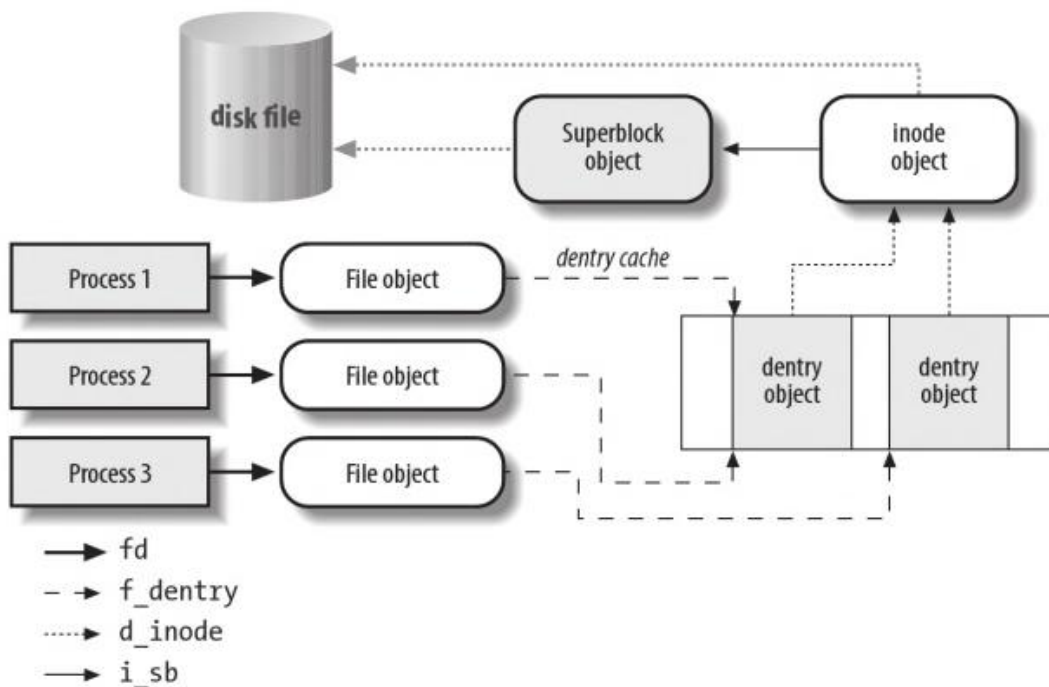 disk file
Superblock
object
inode
object
Process 1
File object
dentry cache
Process 2
File object
dentry
object
dentry
object
Process 3
File object
fd
f_dentry
d_inode
i_sb